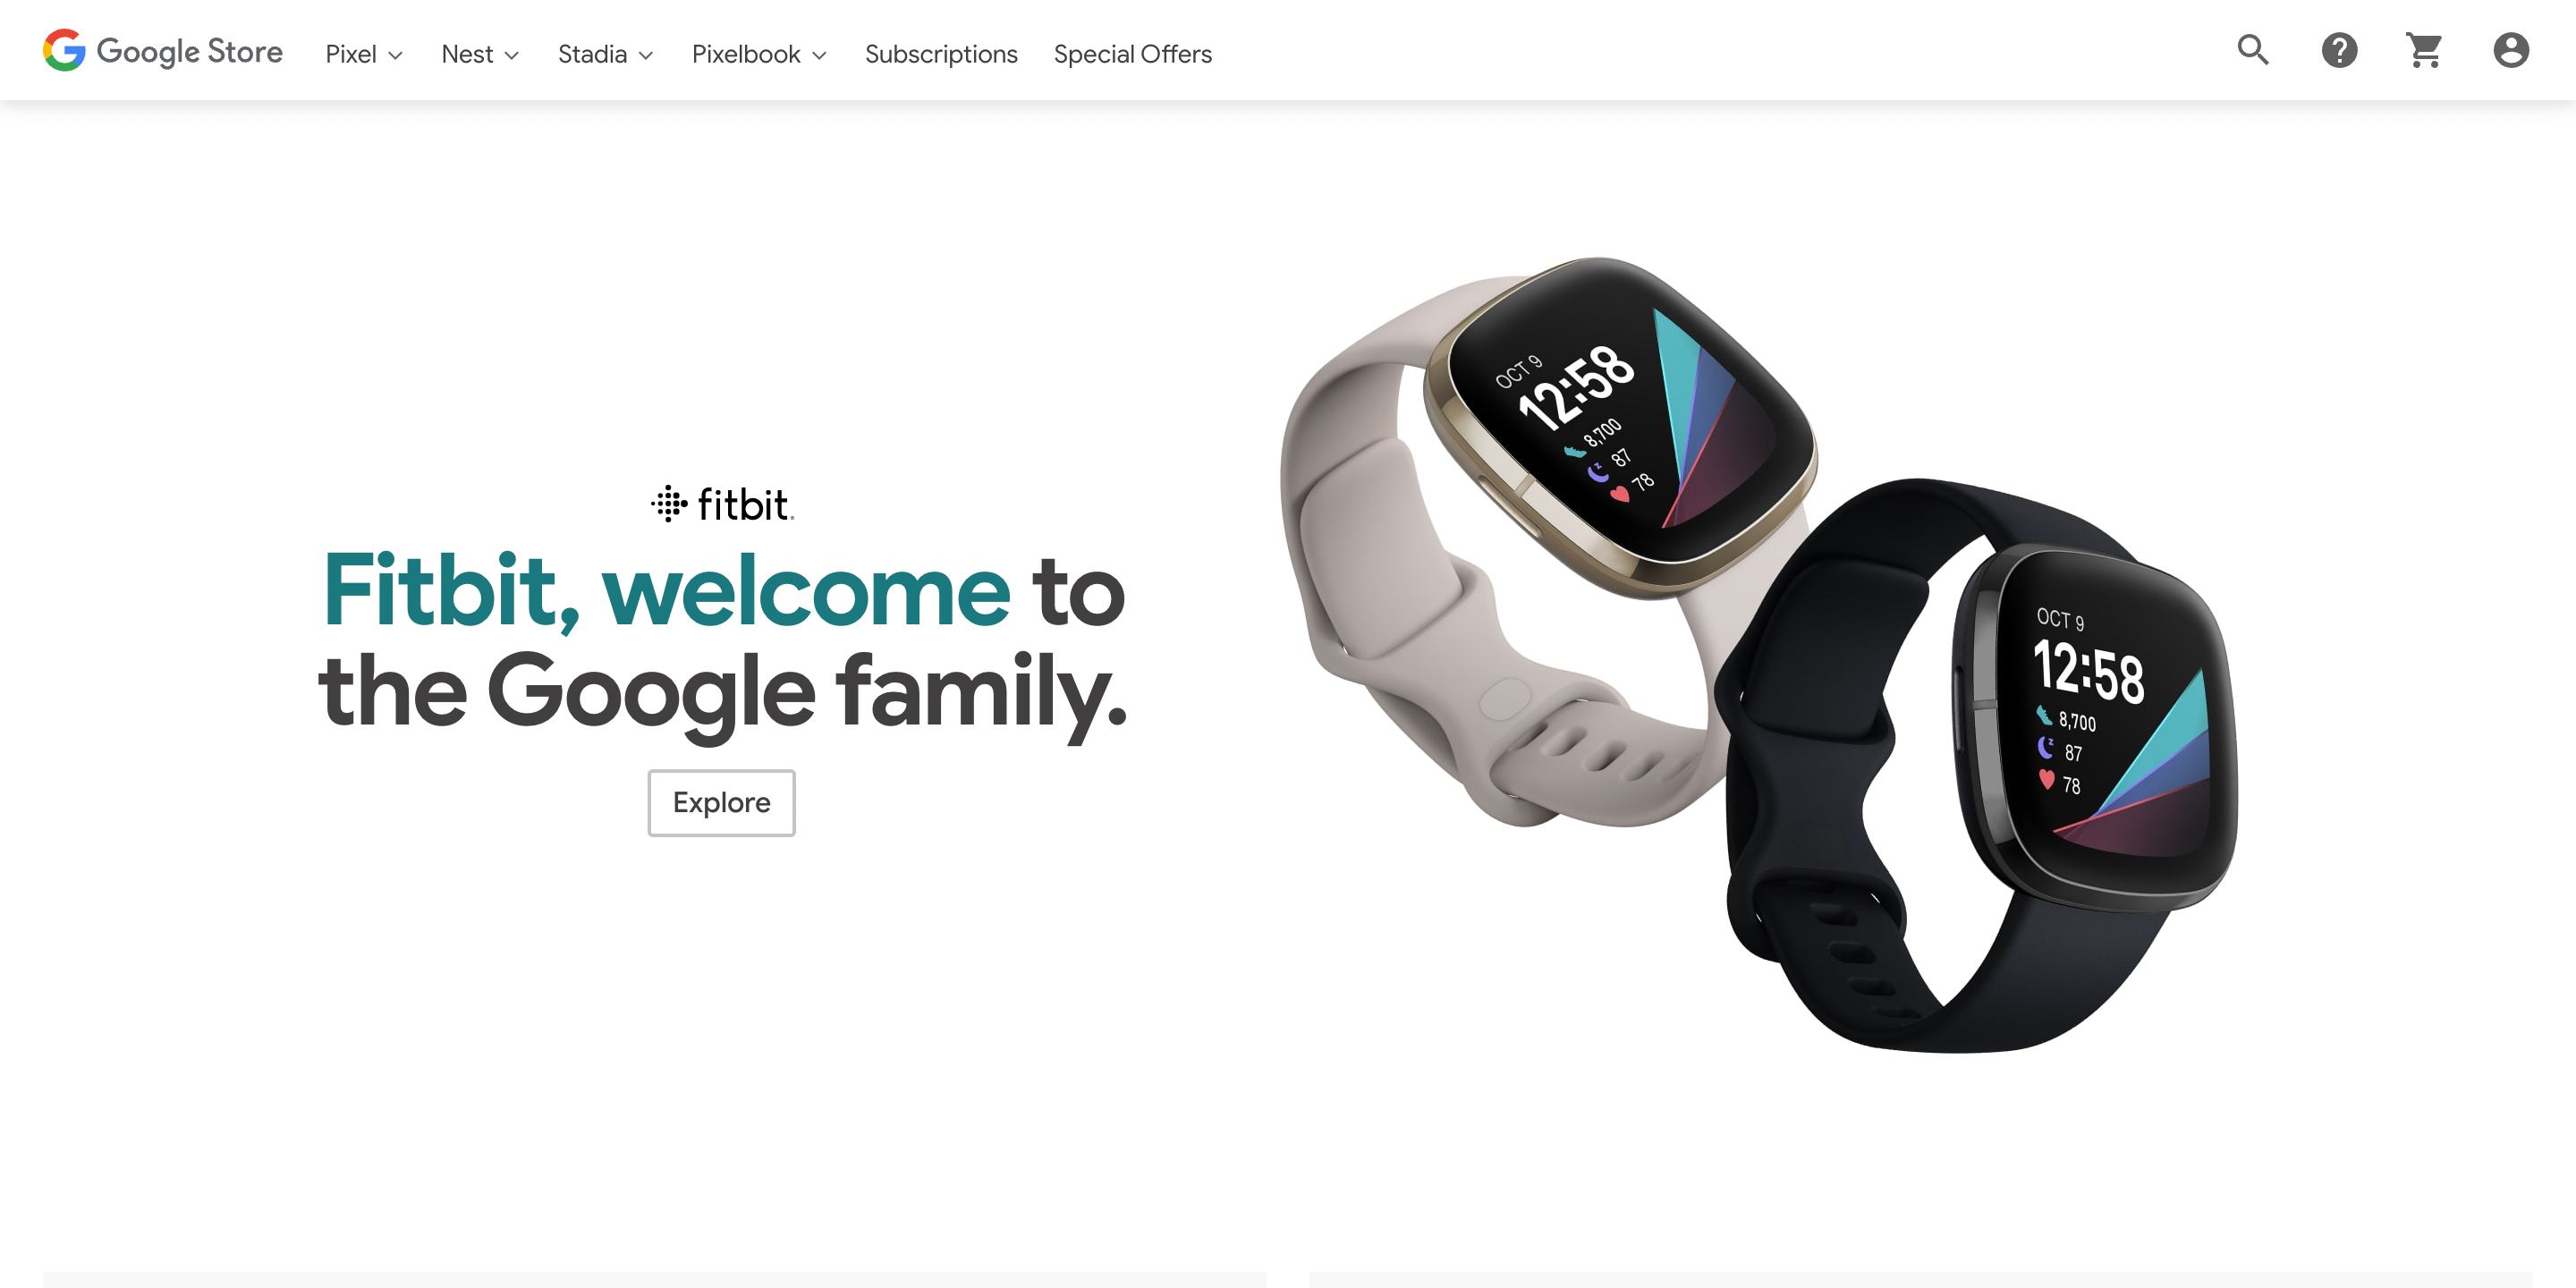 Google Store Pixel Nest Stadia Pixelbook Subscriptions Special Offers
fitbit
Fitbit, welcome to
the Google family.
Explore
OCT 9
12:58
8,700
87
78
OCT 9
12:58
8,700
87
78